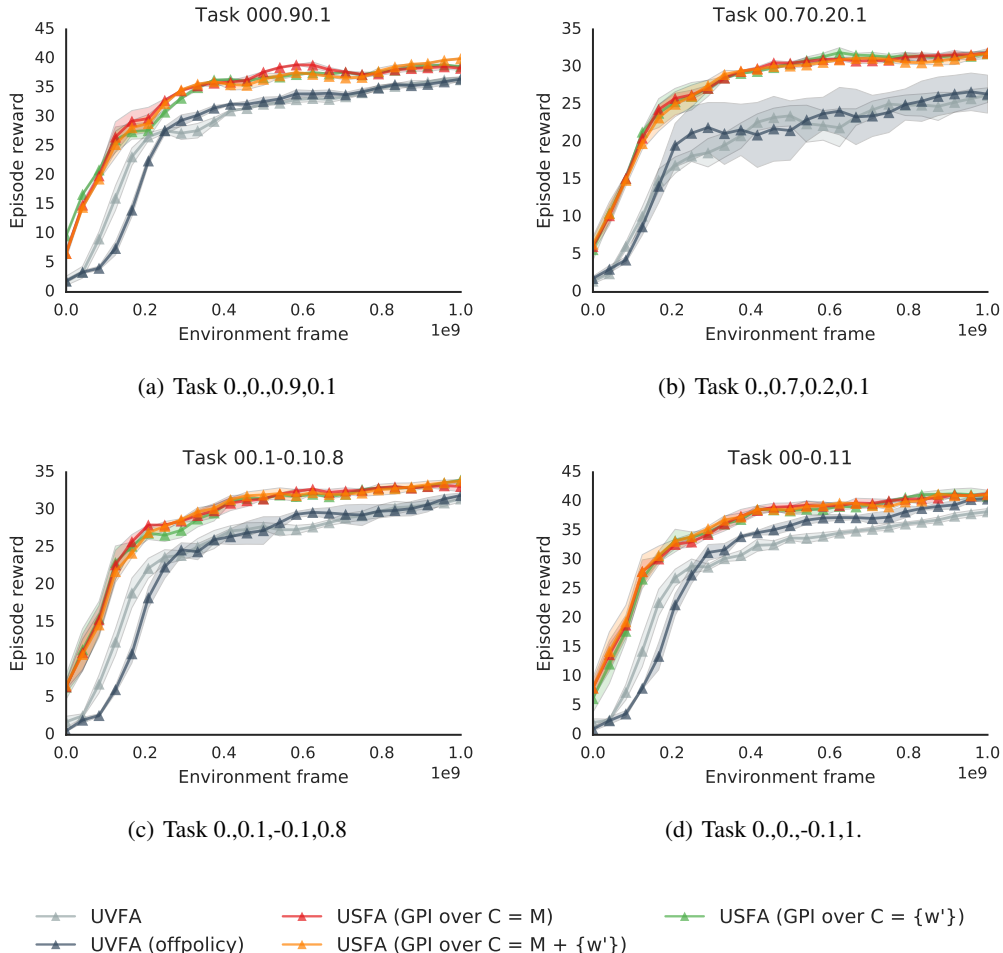 Task 000.90.1
Episode reward
45
40
35
30
25
20
15
10
5
0
0.0 0.2 0.4 0.6 0.8 1.0
Environment frame
1e9
(a) Task 0.,0.,0.9,0.1
Task 00.70.20.1
Episode reward
35
30
25
20
15
10
5
0
0.0 0.2 0.4 0.6 0.8 1.0
Environment frame
1e9
(b) Task 0.,0.7,0.2,0.1
Task 00.1-0.10.8
Episode reward
35
30
25
20
15
10
5
0
0.0 0.2 0.4 0.6 0.8 1.0
Environment frame
1e9
(c) Task 0.,0.1,-0.1,0.8
Task 00-0.11
Episode reward
45
40
35
30
25
20
15
10
5
0
0.0 0.2 0.4 0.6 0.8 1.0
Environment frame
1e9
(d) Task 0.,0.,-0.1,1.
UVFA
UVFA (offpolicy)
USFA (GPI over C = M)
USFA (GPI over C = M + {w'})
USFA (GPI over C = {w'})